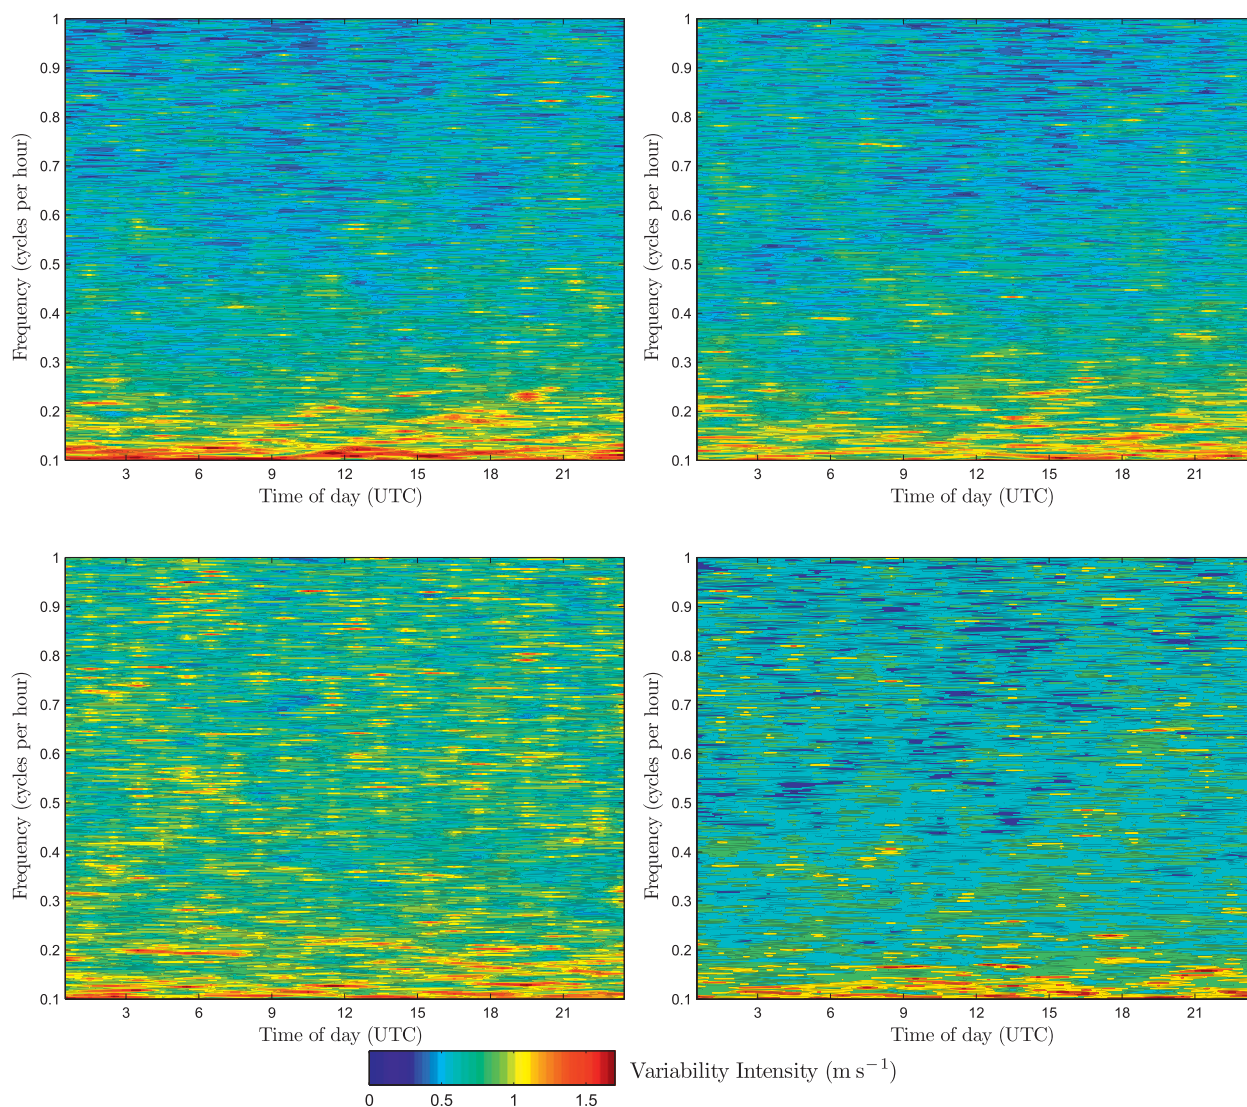 1
0.9
0.8
0.7
0.6
0.5
0.4
0.3
0.2
0.1
Frequency (cycles per hour)
3 6 9 12 15 18 21
Time of day (UTC)
1
0.9
0.8
0.7
0.6
0.5
0.4
0.3
0.2
0.1
Frequency (cycles per hour)
3 6 9 12 15 18 21
Time of day (UTC)
1
0.9
0.8
0.7
0.6
0.5
0.4
0.3
0.2
0.1
Frequency (cycles per hour)
3 6 9 12 15 18 21
Time of day (UTC)
1
0.9
0.8
0.7
0.6
0.5
0.4
0.3
0.2
0.1
Frequency (cycles per hour)
3 6 9 12 15 18 21
Time of day (UTC)
0 0.5 1 1.5
Variability Intensity (m s⁻¹)